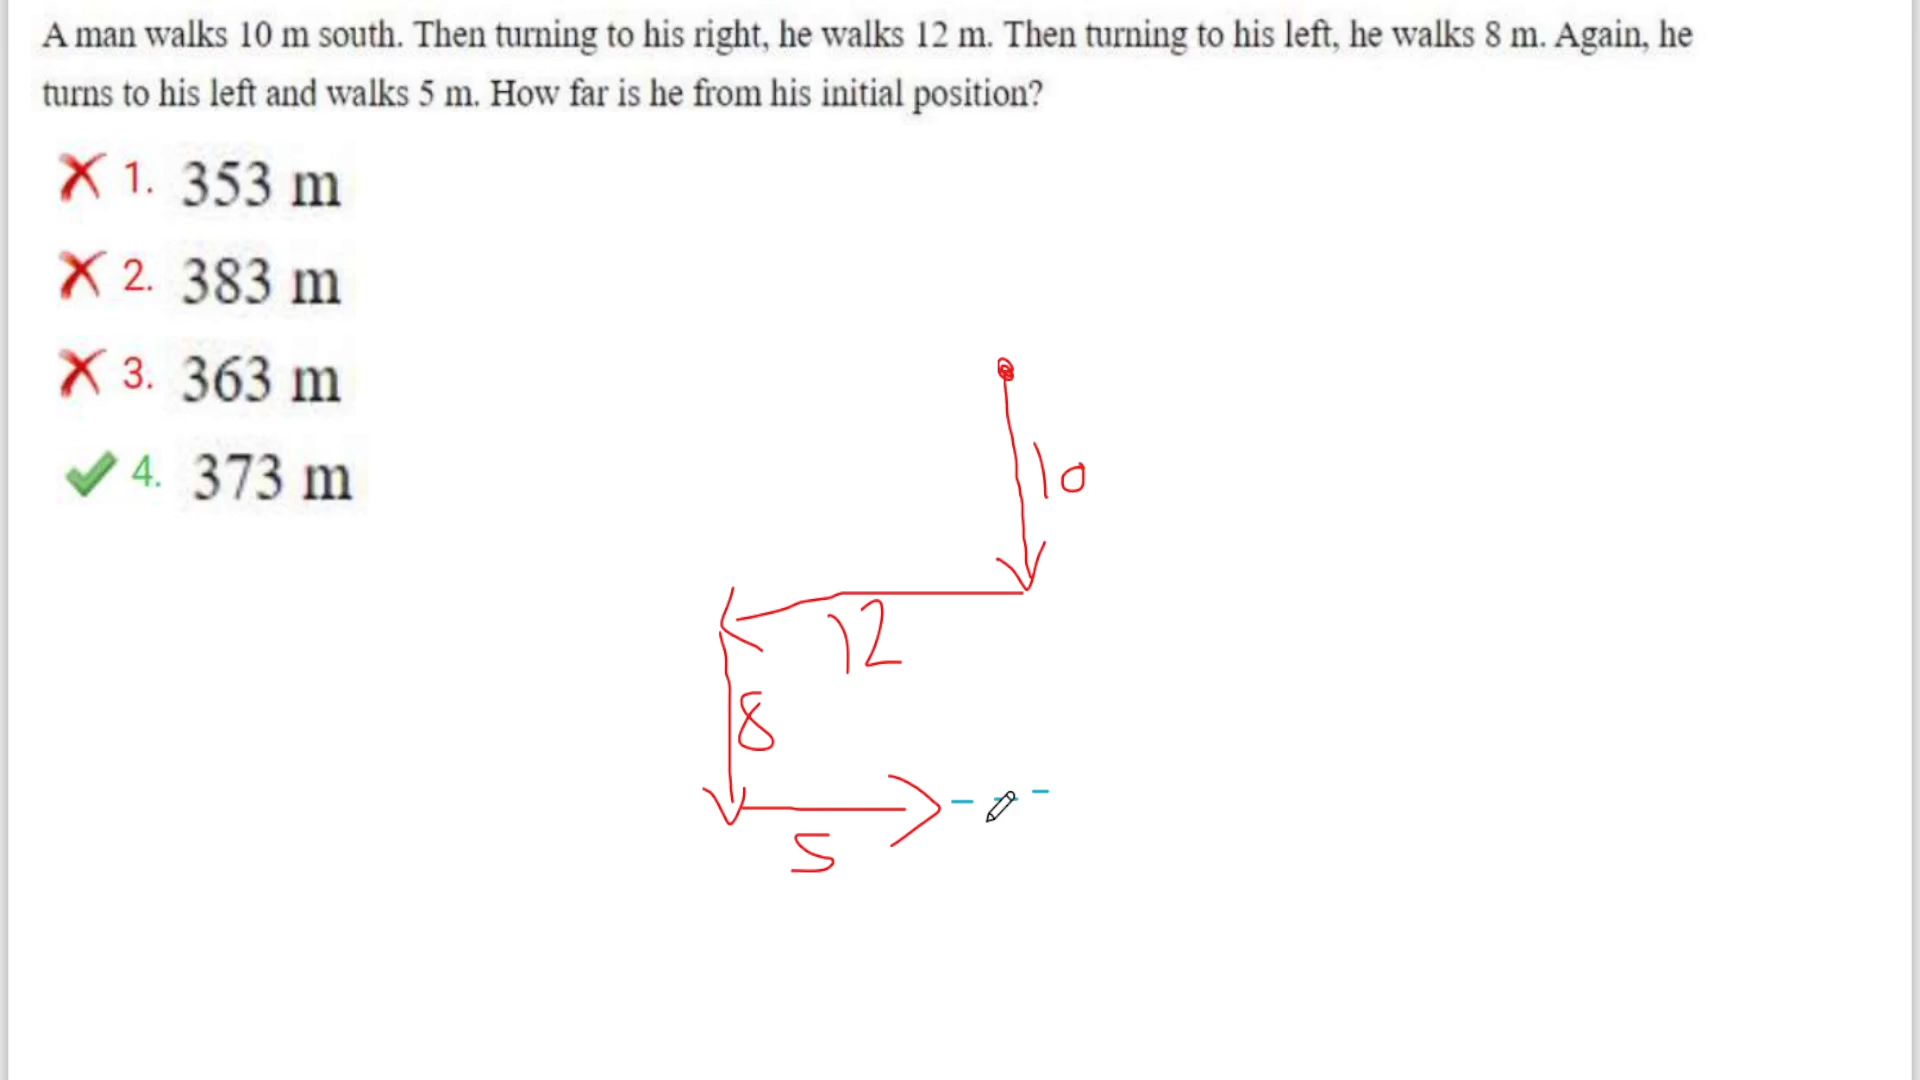 A man walks 10 m south. Then turning to his right, he walks 12 m. Then turning to his left, he walks 8 m. Again, he
turns to his left and walks 5 m. How far is he from his initial position?
1. 353 m
2. 383 m
3. 363 m
4. 373 m
10
12
8
5